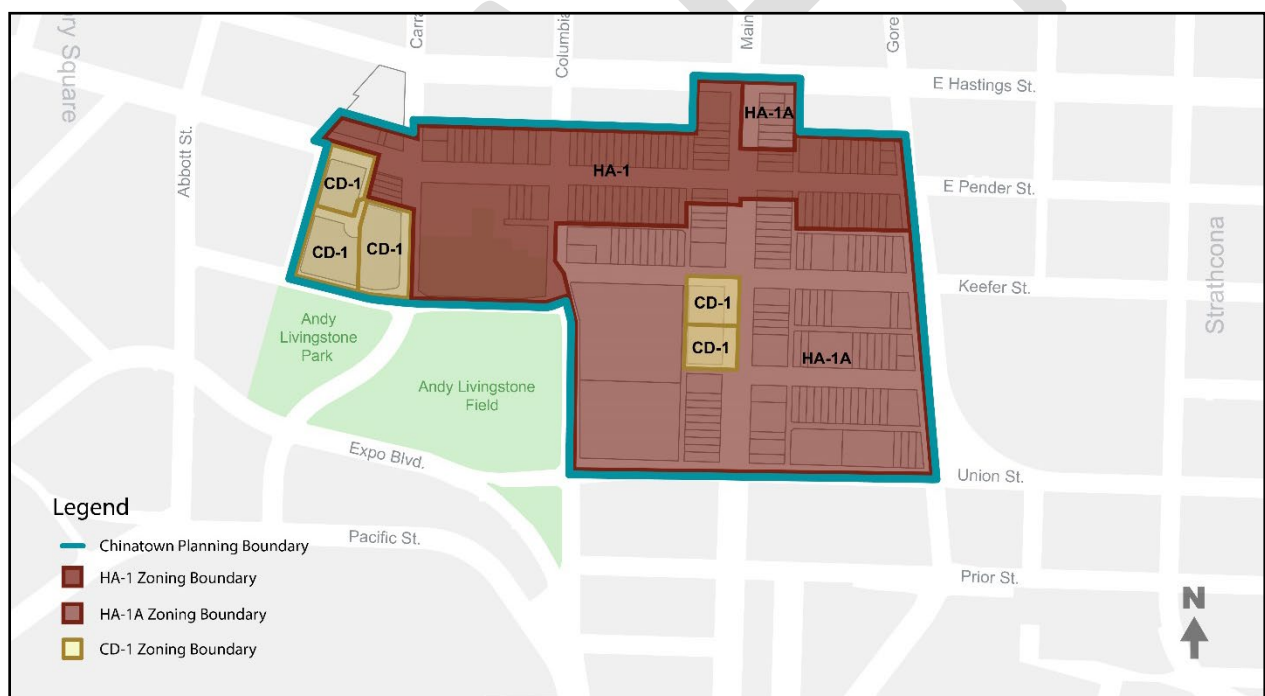 ory Square
Carra
Columbia
Main
Gore
E Hastings St.
Abbott St.
HA-1A
HA-1
CD-1
E Pender St.
CD-1
CD-1
Strathcona
Keefer St.
CD-1
Andy
Livingstone
Park
CD-1
HA-1A
Andy Livingstone
Field
Expo Blvd.
Union St.
Legend
Pacific St.
Chinatown Planning Boundary
HA-1 Zoning Boundary
Prior St.
HA-1A Zoning Boundary
N
CD-1 Zoning Boundary